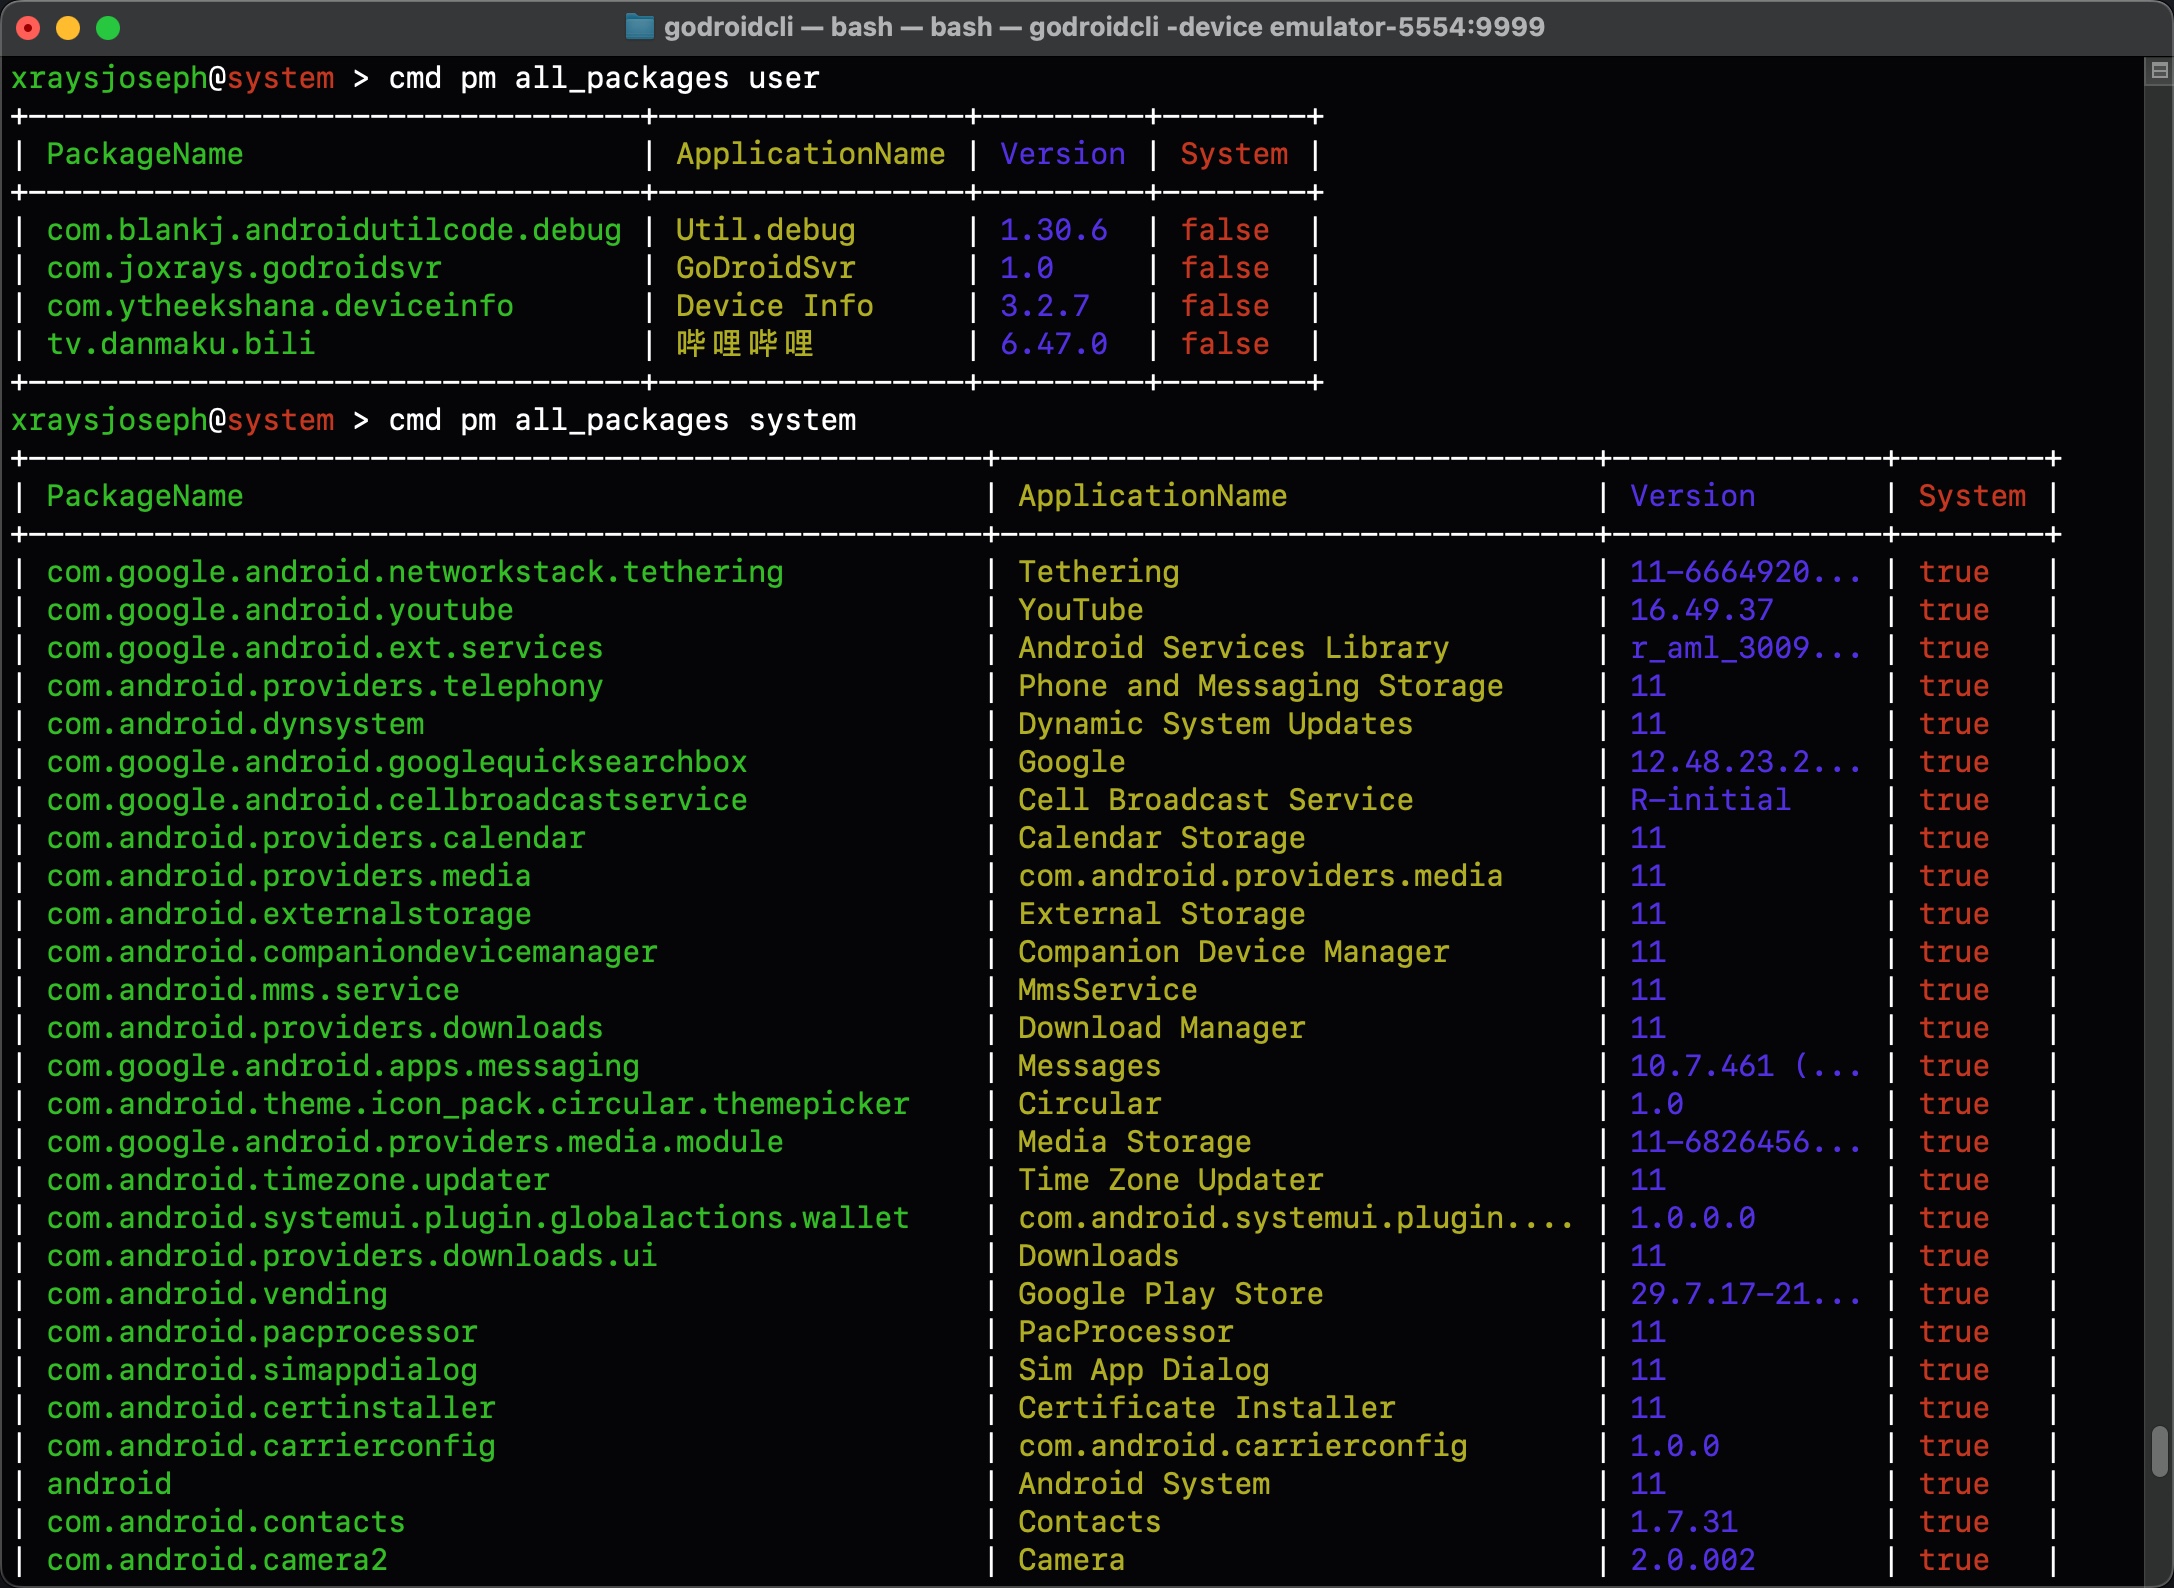 godroidcli — bash — bash — godroidcli -device emulator-5554:9999
xraysjoseph@system > cmd pm all_packages user
+----------------------------------+-----------------+---------+--------+
| PackageName | ApplicationName | Version | System |
+----------------------------------+-----------------+---------+--------+
| com.blankj.androidutilcode.debug | Util.debug | 1.30.6 | false |
| com.joxrays.godroidsvr | GoDroidSvr | 1.0 | false |
| com.ytheekshana.deviceinfo | Device Info | 3.2.7 | false |
| tv.danmaku.bili | 哔哩哔哩 | 6.47.0 | false |
+----------------------------------+-----------------+---------+--------+
xraysjoseph@system > cmd pm all_packages system
+-----------------------------------------------------+---------------------------------+---------------+--------+
| PackageName | ApplicationName | Version | System |
+-----------------------------------------------------+---------------------------------+---------------+--------+
| com.google.android.networkstack.tethering | Tethering | 11-6664920... | true |
| com.google.android.youtube | YouTube | 16.49.37 | true |
| com.google.android.ext.services | Android Services Library | r_aml_3009... | true |
| com.android.providers.telephony | Phone and Messaging Storage | 11 | true |
| com.android.dynsystem | Dynamic System Updates | 11 | true |
| com.google.android.googlequicksearchbox | Google | 12.48.23.2... | true |
| com.google.android.cellbroadcastservice | Cell Broadcast Service | R-initial | true |
| com.android.providers.calendar | Calendar Storage | 11 | true |
| com.android.providers.media | com.android.providers.media | 11 | true |
| com.android.externalstorage | External Storage | 11 | true |
| com.android.companiondevicemanager | Companion Device Manager | 11 | true |
| com.android.mms.service | MmsService | 11 | true |
| com.android.providers.downloads | Download Manager | 11 | true |
| com.google.android.apps.messaging | Messages | 10.7.461 (... | true |
| com.android.theme.icon_pack.circular.themepicker | Circular | 1.0 | true |
| com.google.android.providers.media.module | Media Storage | 11-6826456... | true |
| com.android.timezone.updater | Time Zone Updater | 11 | true |
| com.android.systemui.plugin.globalactions.wallet | com.android.systemui.plugin.... | 1.0.0.0 | true |
| com.android.providers.downloads.ui | Downloads | 11 | true |
| com.android.vending | Google Play Store | 29.7.17-21... | true |
| com.android.pacprocessor | PacProcessor | 11 | true |
| com.android.simappdialog | Sim App Dialog | 11 | true |
| com.android.certinstaller | Certificate Installer | 11 | true |
| com.android.carrierconfig | com.android.carrierconfig | 1.0.0 | true |
| android | Android System | 11 | true |
| com.android.contacts | Contacts | 1.7.31 | true |
| com.android.camera2 | Camera | 2.0.002 | true |